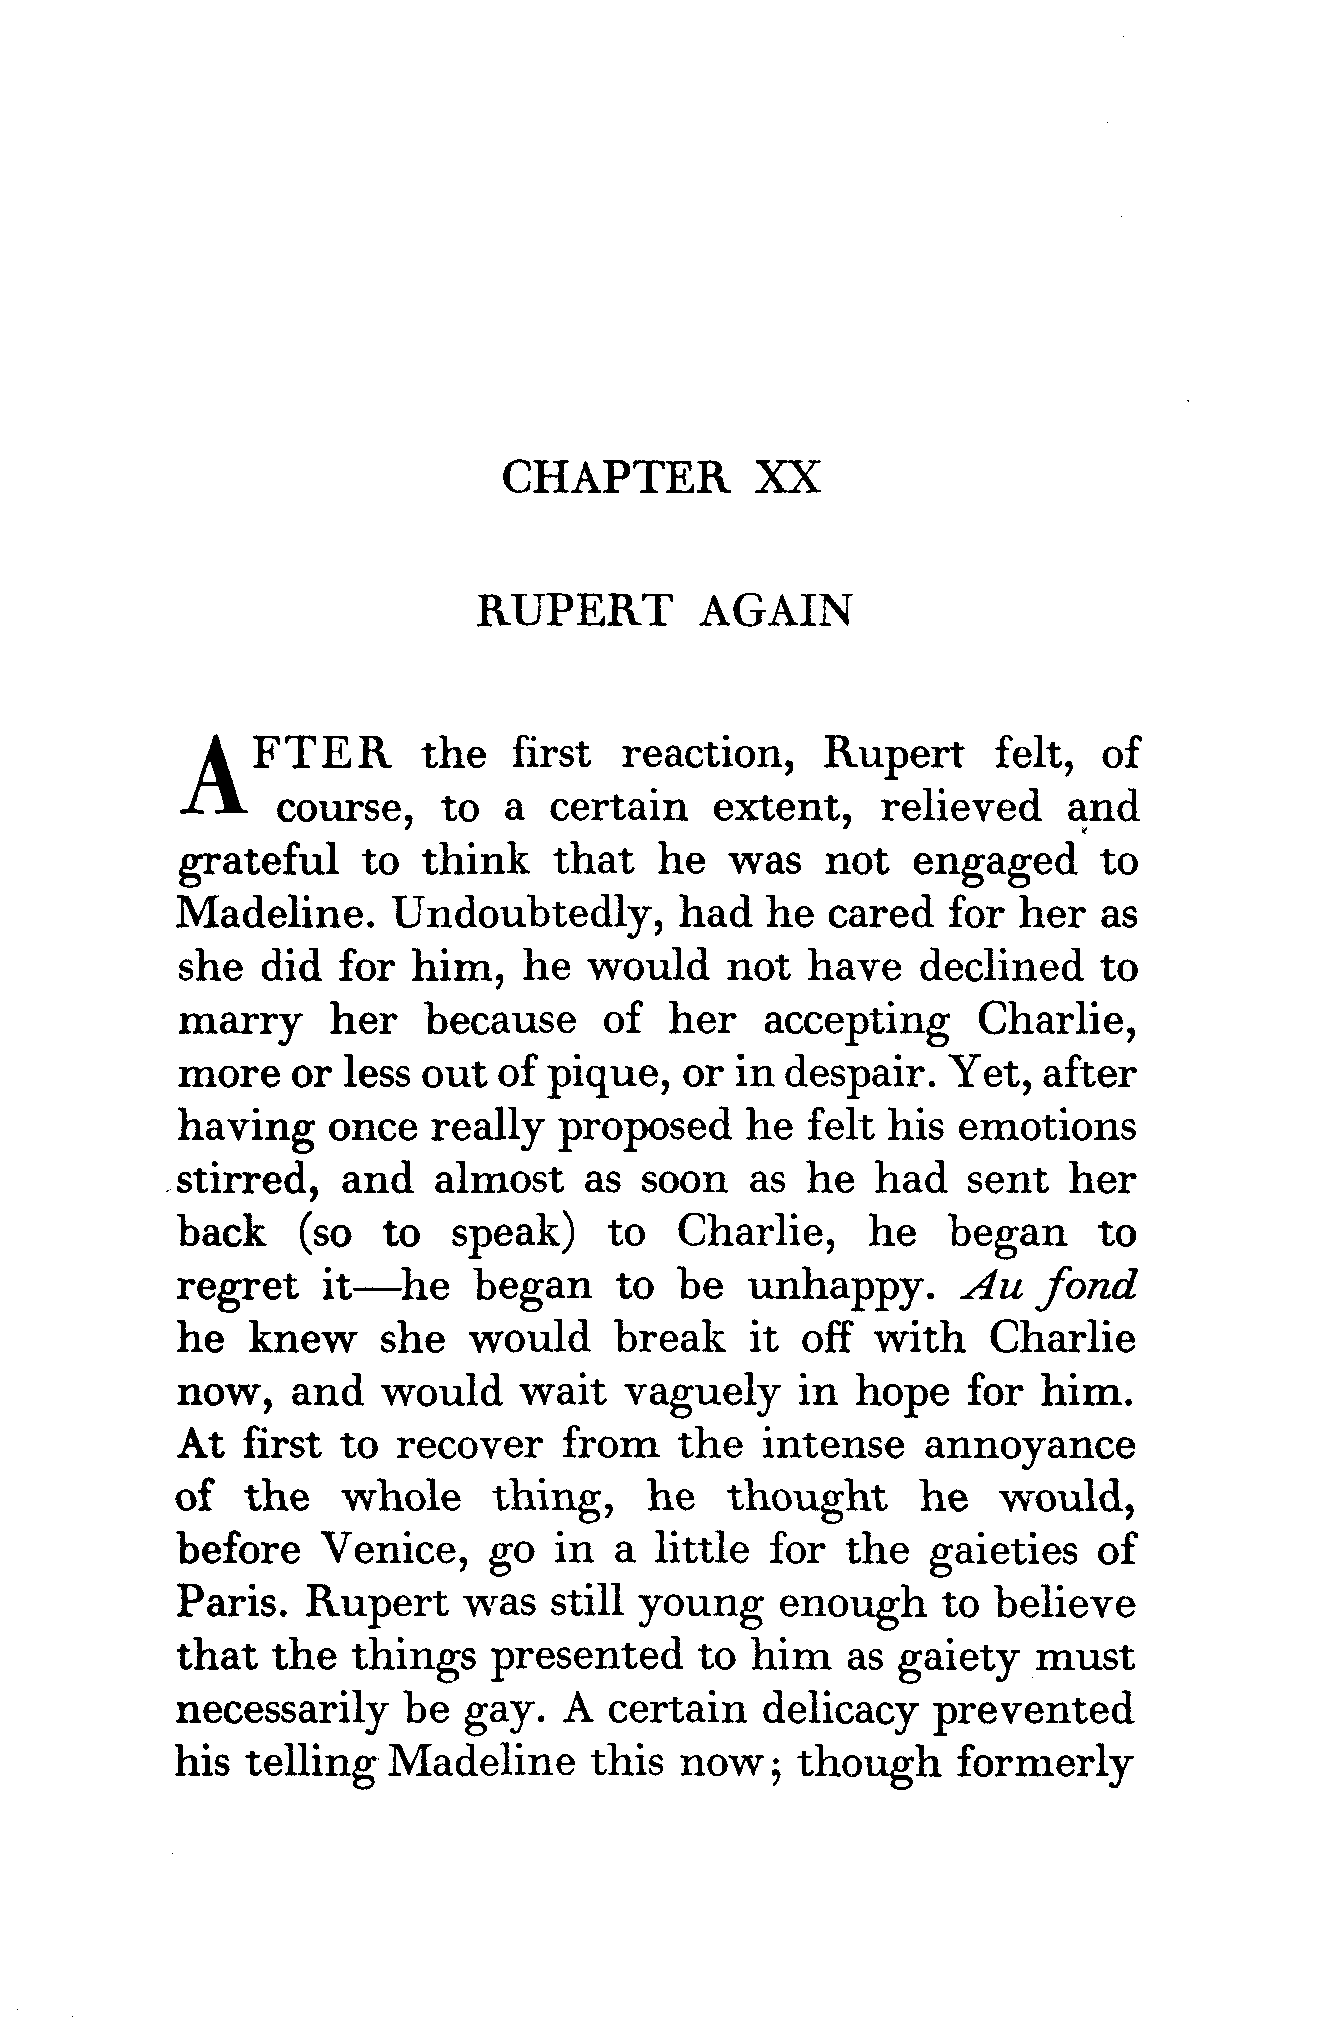 CHAPTER XX
RUPERT AGAIN
AFTER the first reaction, Rupert felt, of
course, to a certain extent, relieved and
grateful to think that he was not engaged to
Madeline. Undoubtedly, had he cared for her as
she did for him, he would not have declined to
marry her because of her accepting Charlie,
more or less out of pique, or in despair. Yet, after
having once really proposed he felt his emotions
stirred, and almost as soon as he had sent her
back (so to speak) to Charlie, he began to
regret it—he began to be unhappy. Au fond
he knew she would break it off with Charlie
now, and would wait vaguely in hope for him.
At first to recover from the intense annoyance
of the whole thing, he thought he would,
before Venice, go in a little for the gaieties of
Paris. Rupert was still young enough to believe
that the things presented to him as gaiety must
necessarily be gay. A certain delicacy prevented
his telling Madeline this now; though formerly